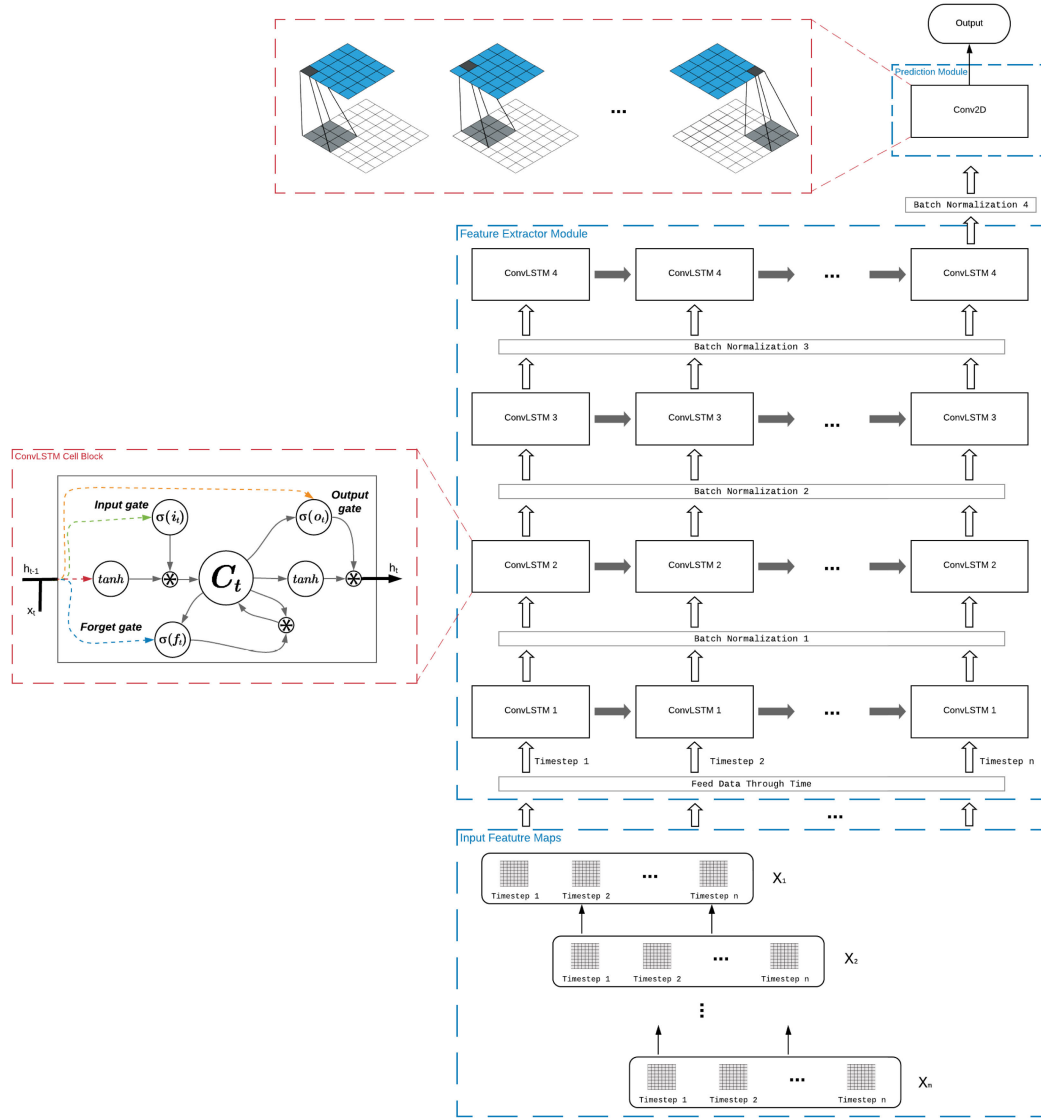 Output
Prediction Module
Conv2D
...
Batch Normalization 4
Feature Extractor Module
ConvLSTM 4 ConvLSTM 4 ... ConvLSTM 4
Batch Normalization 3
ConvLSTM 3 ConvLSTM 3 ... ConvLSTM 3
Batch Normalization 2
ConvLSTM 2 ConvLSTM 2 ... ConvLSTM 2
Batch Normalization 1
ConvLSTM 1 ConvLSTM 1 ... ConvLSTM 1
Timestep 1 Timestep 2 Timestep n
Feed Data Through Time
...
ConvLSTM Cell Block
Input gate
σ(iₜ)
Output
gate
σ(oₜ)
hₜ₋₁
xₜ
tanh
Cₜ
tanh
hₜ
Forget gate
σ(fₜ)
Input Featutre Maps
... X₁
Timestep 1 Timestep 2 Timestep n
... X₂
Timestep 1 Timestep 2 Timestep n
...
... Xₘ
Timestep 1 Timestep 2 Timestep n